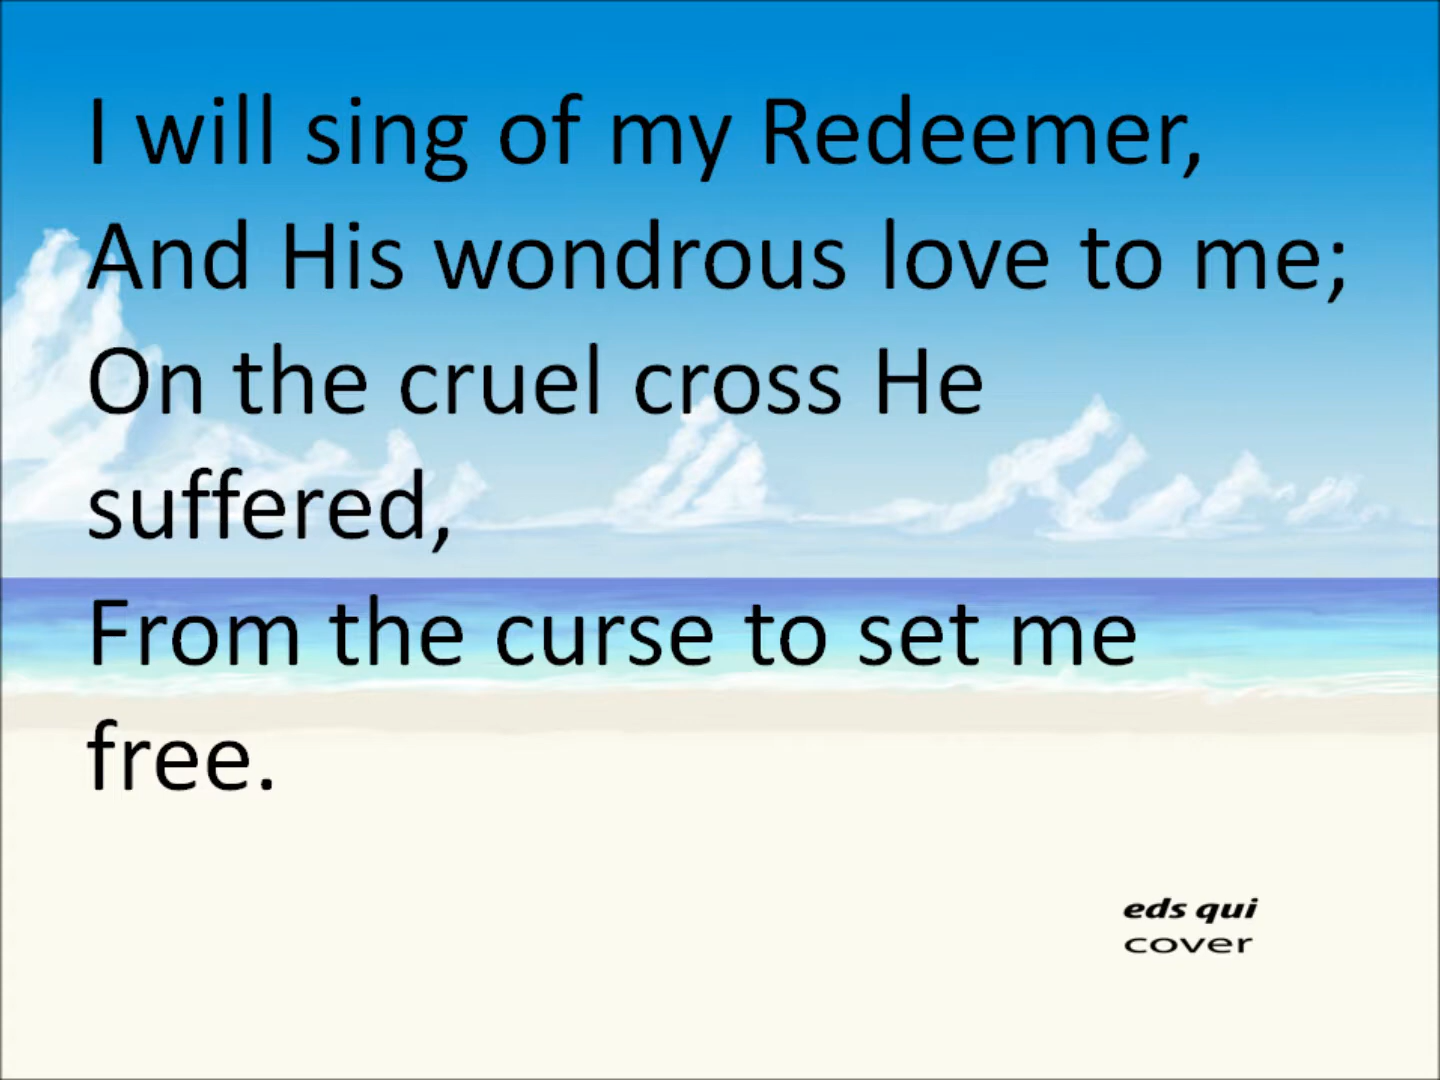 I will sing of my Redeemer,
And His wondrous love to me;
On the cruel cross He
suffered,
From the curse to set me
free.
eds qui
cover